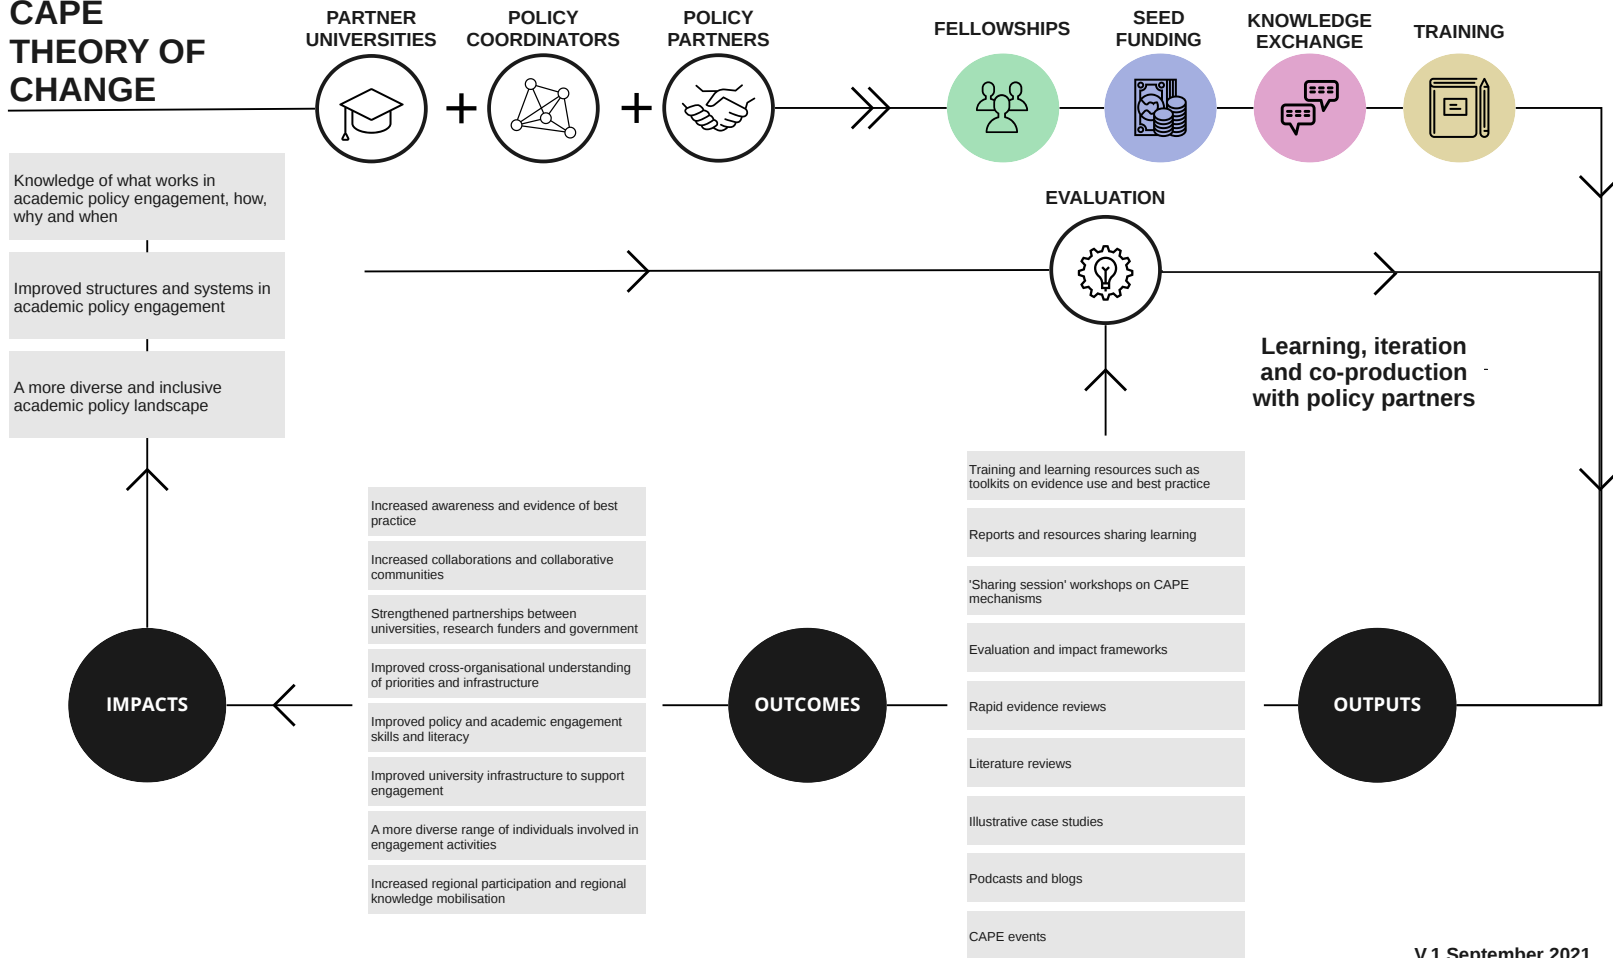 CAPE
THEORY OF
CHANGE
PARTNER
UNIVERSITIES
POLICY
COORDINATORS
POLICY
PARTNERS
FELLOWSHIPS
SEED
FUNDING
KNOWLEDGE
EXCHANGE
TRAINING
Knowledge of what works in
academic policy engagement, how,
why and when
Improved structures and systems in
academic policy engagement
A more diverse and inclusive
academic policy landscape
EVALUATION
Learning, iteration
and co-production -
with policy partners
Increased awareness and evidence of best
practice
Increased collaborations and collaborative
communities
Strengthened partnerships between
universities, research funders and government
Improved cross-organisational understanding
of priorities and infrastructure
Improved policy and academic engagement
skills and literacy
Improved university infrastructure to support
engagement
A more diverse range of individuals involved in
engagement activities
Increased regional participation and regional
knowledge mobilisation
Training and learning resources such as
toolkits on evidence use and best practice
Reports and resources sharing learning
'Sharing session' workshops on CAPE
mechanisms
Evaluation and impact frameworks
Rapid evidence reviews
Literature reviews
Illustrative case studies
Podcasts and blogs
CAPE events
IMPACTS
OUTCOMES
OUTPUTS
V.1 September 2021